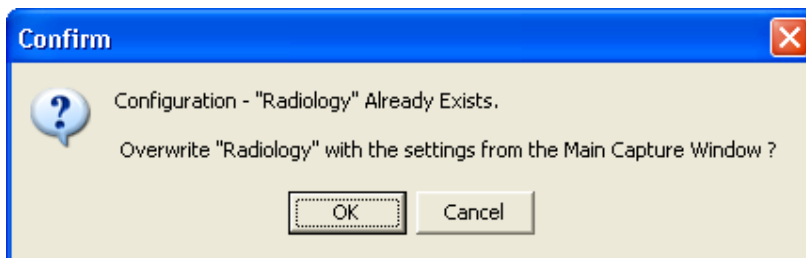 Confirm
Configuration - "Radiology" Already Exists.
Overwrite "Radiology" with the settings from the Main Capture Window ?
OK
Cancel